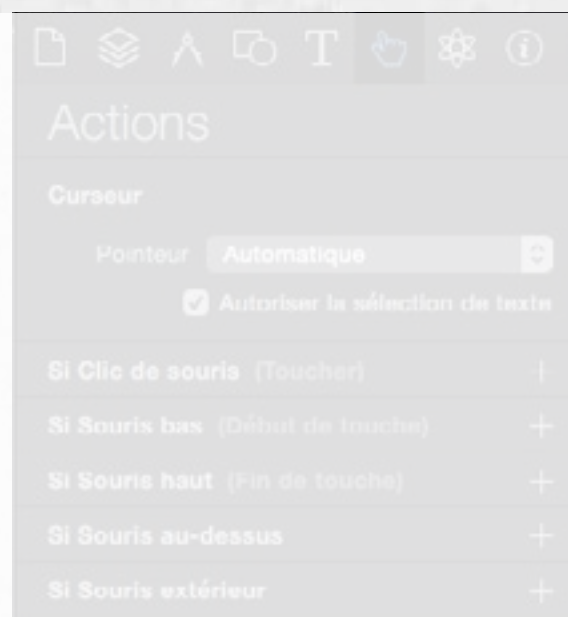 T
Actions
Curseur
Pointeur Automatique
Autoriser la sélection de texte
Si Clic de souris (Toucher)
Si Souris bas (Début de touche)
Si Souris haut (Fin de touche)
Si Souris au-dessus
Si Souris extérieur